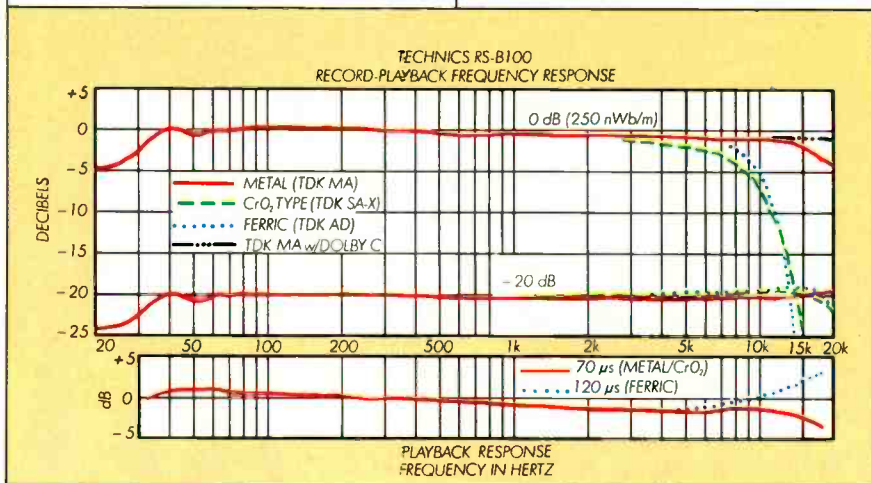 TECHNICS RS-B100
RECORD-PLAYBACK FREQUENCY RESPONSE
+5
0 dB (250 nWb/m)
0
-5
METAL (TDK MA)
CrO₂ TYPE (TDK SA-X)
FERRIC (TDK AD)
TDK MA w/DOLBY C
-10
-15
DECIBELS
-20 dB
-20
-25
20 50 100 200 500 1k 2k 5k 10k 15k 20k
+5
70 µs (METAL/CrO₂)
120 µs (FERRIC)
0
dB
-5
PLAYBACK RESPONSE
FREQUENCY IN HERTZ